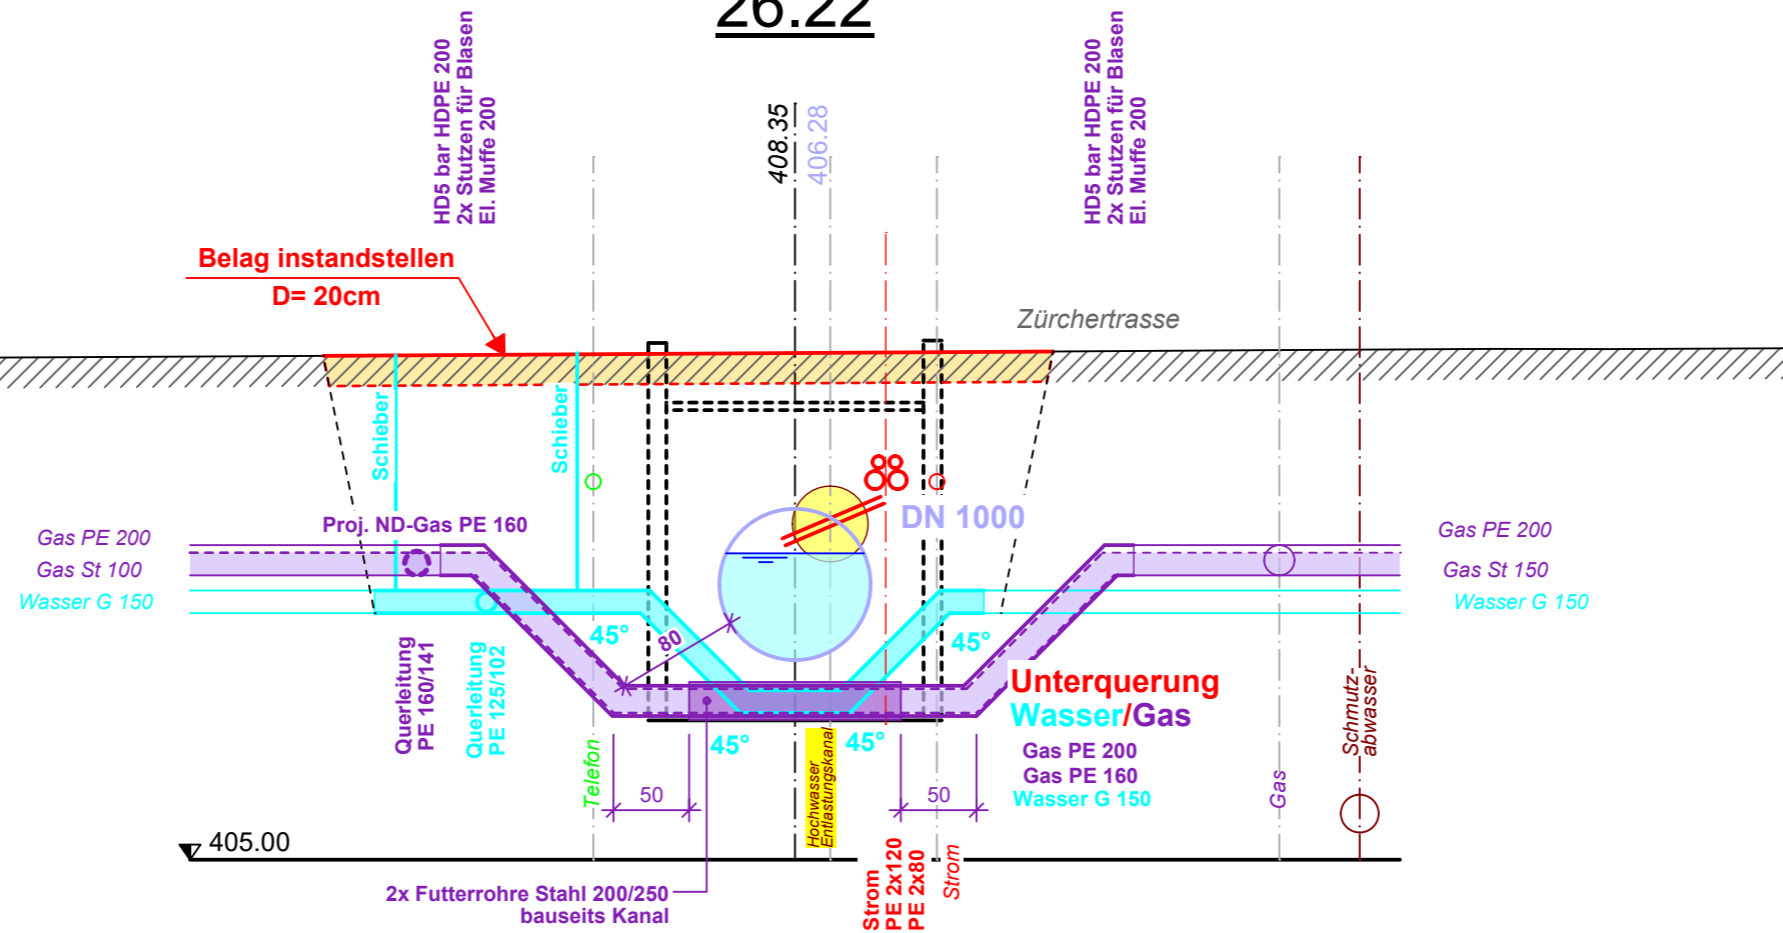 26.22
HD5 bar HDPE 200
2x Stutzen für Blasen
El. Muffe 200
408.35
406.28
HD5 bar HDPE 200
2x Stutzen für Blasen
El. Muffe 200
Belag instandstellen
D= 20cm
Zürchertrasse
Schieber
Schieber
DN 1000
Gas PE 200
Gas St 100
Wasser G 150
Proj. ND-Gas PE 160
Gas PE 200
Gas St 150
Wasser G 150
45°
80
45°
Querleitung
PE 160/141
Querleitung
PE 125/102
Unterquerung
Wasser/Gas
Gas PE 200
Gas PE 160
Wasser G 150
45°
45°
Telefon
50
Hochwasser
Entlastungskanal
50
Gas
Schmutz-
abwasser
405.00
2x Futterrohre Stahl 200/250
bauseits Kanal
Strom
PE 2x120
PE 2x80
Strom